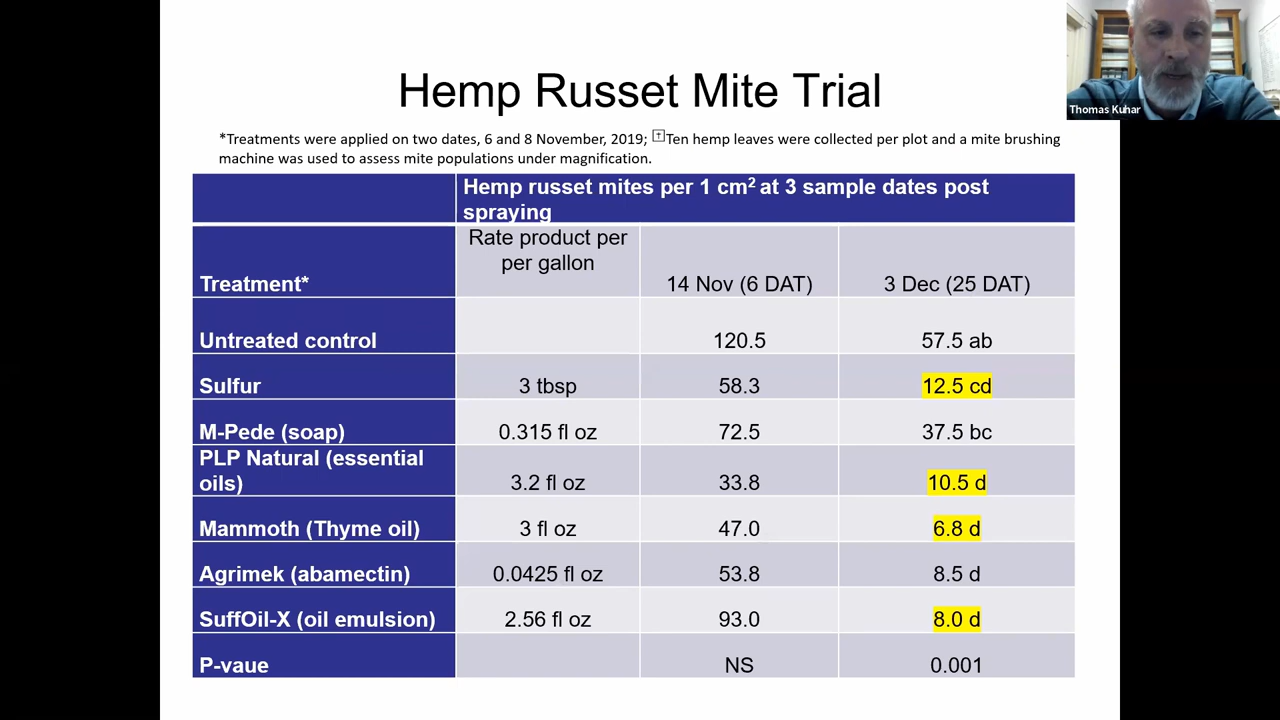 Hemp Russet Mite Trial
Thomas Kuhar
*Treatments were applied on two dates, 6 and 8 November, 2019; †Ten hemp leaves were collected per plot and a mite brushing
machine was used to assess mite populations under magnification.
Hemp russet mites per 1 cm² at 3 sample dates post
spraying
Treatment*
Rate product per
per gallon
14 Nov (6 DAT)
3 Dec (25 DAT)
Untreated control 120.5 57.5 ab
Sulfur 3 tbsp 58.3 12.5 cd
M-Pede (soap) 0.315 fl oz 72.5 37.5 bc
PLP Natural (essential
oils) 3.2 fl oz 33.8 10.5 d
Mammoth (Thyme oil) 3 fl oz 47.0 6.8 d
Agrimek (abamectin) 0.0425 fl oz 53.8 8.5 d
SuffOil-X (oil emulsion) 2.56 fl oz 93.0 8.0 d
P-vaue NS 0.001